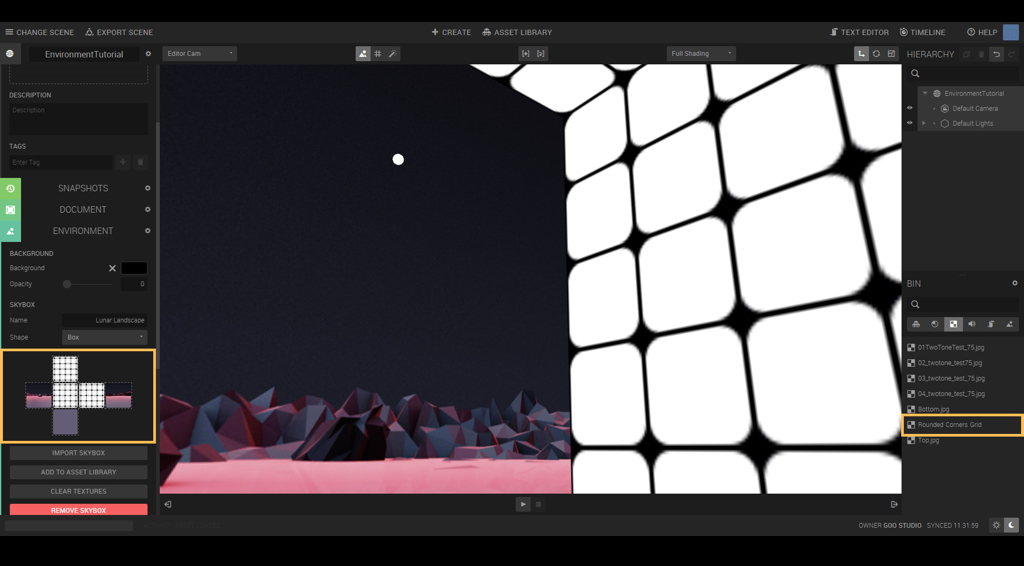 CHANGE SCENE EXPORT SCENE CREATE ASSET LIBRARY TEXT EDITOR TIMELINE HELP
EnvironmentTutorial Editor Cam Full Shading HIERARCHY
DESCRIPTION
Description
TAGS
Enter Tag
SNAPSHOTS
DOCUMENT
ENVIRONMENT
BACKGROUND
Background
Opacity 0
SKYBOX
Name Lunar Landscape
Shape Box
IMPORT SKYBOX
ADD TO ASSET LIBRARY
CLEAR TEXTURES
REMOVE SKYBOX
EnvironmentTutorial
Default Camera
Default Lights
BIN
01TwoToneTest_75.jpg
02_twotone_test75.jpg
03_twotone_test_75.jpg
04_twotone_test_75.jpg
Bottom.jpg
Rounded Corners Grid
Top.jpg
OWNER GOO STUDIO SYNCED 11:31:59